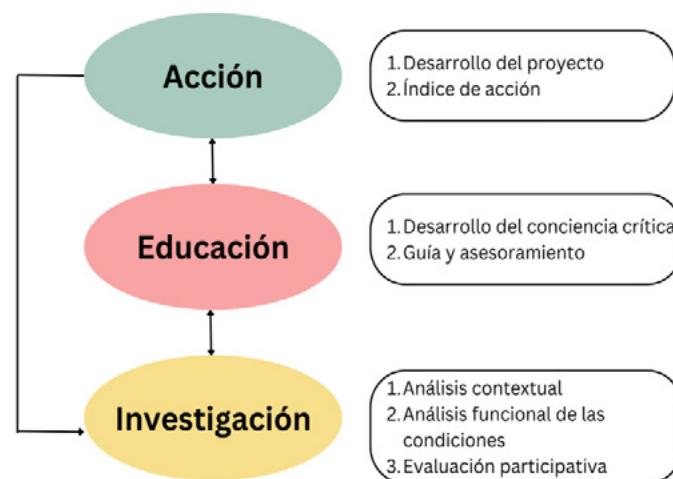 Acción
1. Desarrollo del proyecto
2. Índice de acción
Educación
1. Desarrollo del conciencia crítica
2. Guía y asesoramiento
Investigación
1. Análisis contextual
2. Análisis funcional de las
condiciones
3. Evaluación participativa